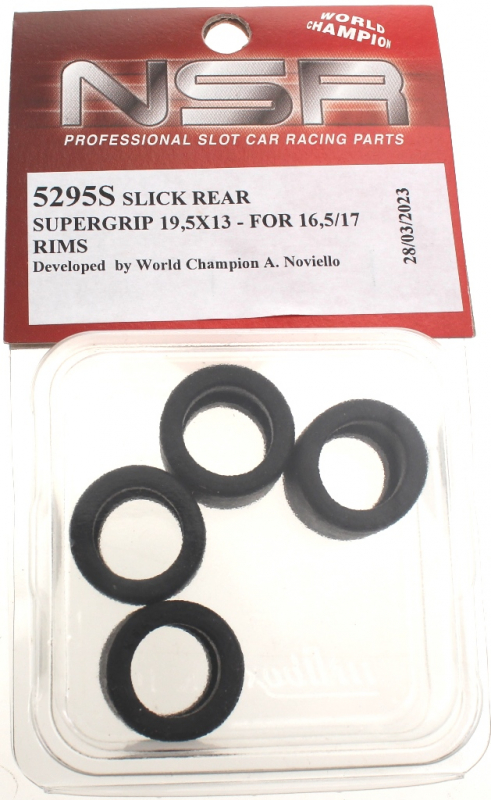 WORLD
CHAMPION
NSR
PROFESSIONAL SLOT CAR RACING PARTS
5295S SLICK REAR
SUPERGRIP 19,5X13 - FOR 16,5/17
RIMS
Developed by World Champion A. Noviello
28/03/2023